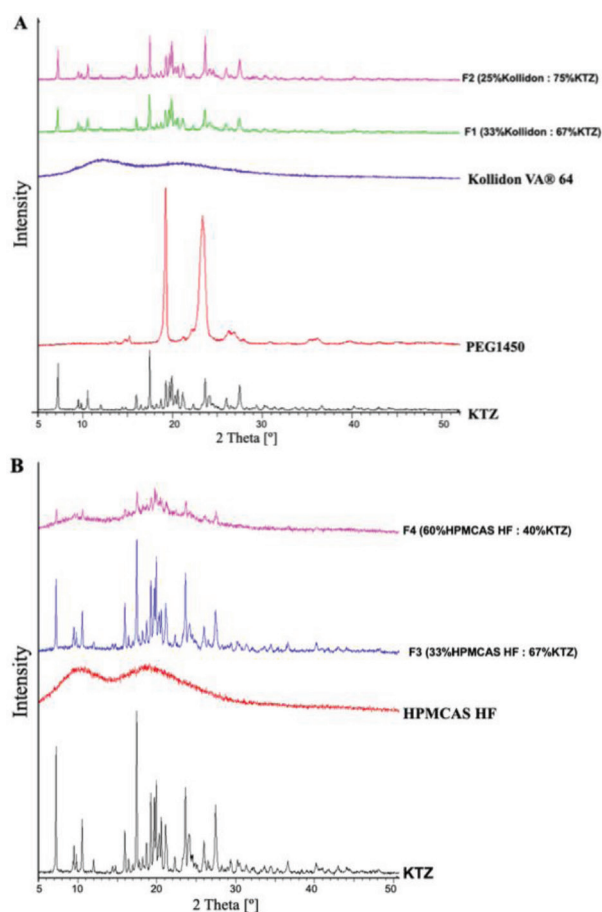 A
F2 (25%Kollidon : 75%KTZ)
F1 (33%Kollidon : 67%KTZ)
Kollidon VA® 64
Intensity
PEG1450
KTZ
5 10 20 30 40 50
2 Theta [°]
B
F4 (60%HPMCAS HF : 40%KTZ)
F3 (33%HPMCAS HF : 67%KTZ)
Intensity
HPMCAS HF
KTZ
5 10 20 30 40 50
2 Theta [°]